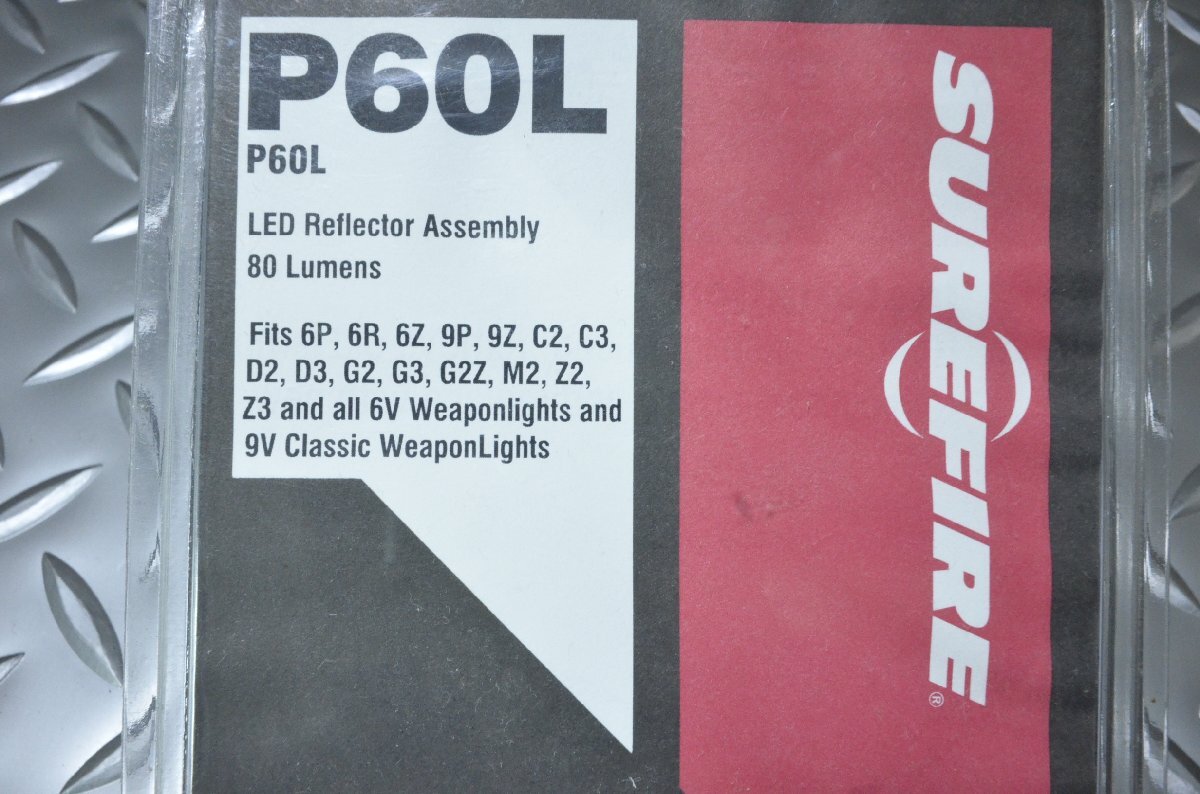 P60L
P60L
LED Reflector Assembly
80 Lumens
Fits 6P, 6R, 6Z, 9P, 9Z, C2, C3,
D2, D3, G2, G3, G2Z, M2, Z2,
Z3 and all 6V Weaponlights and
9V Classic WeaponLights
SUREFIRE®